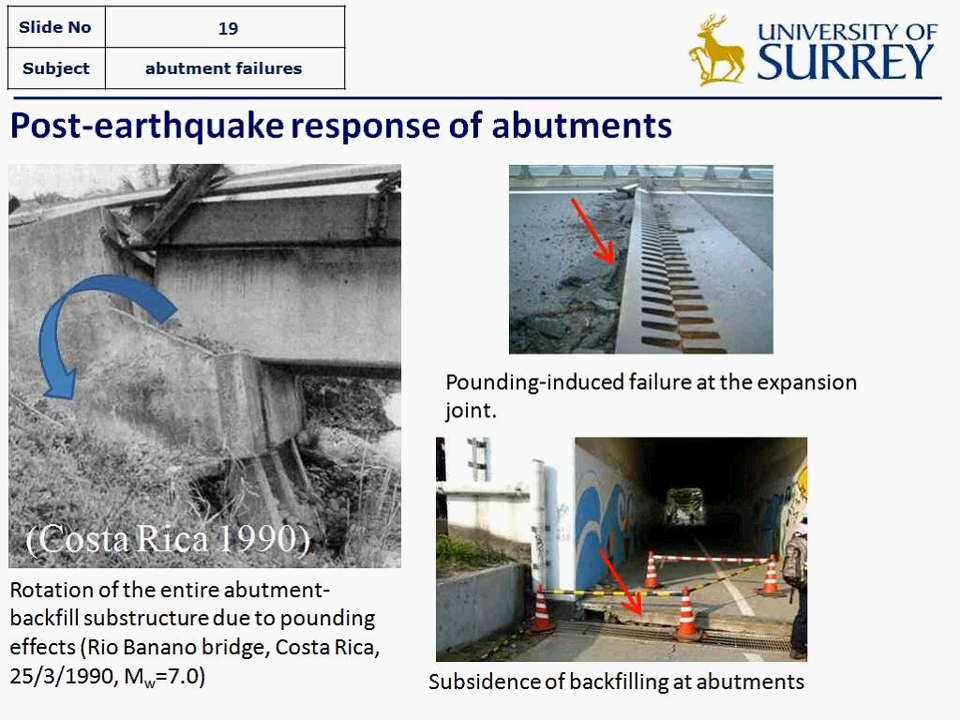 Slide No 19
Subject abutment failures
UNIVERSITY OF
SURREY
Post-earthquake response of abutments
(Costa Rica 1990)
Rotation of the entire abutment-
backfill substructure due to pounding
effects (Rio Banano bridge, Costa Rica,
25/3/1990, Mw=7.0)
Pounding-induced failure at the expansion
joint.
Subsidence of backfilling at abutments